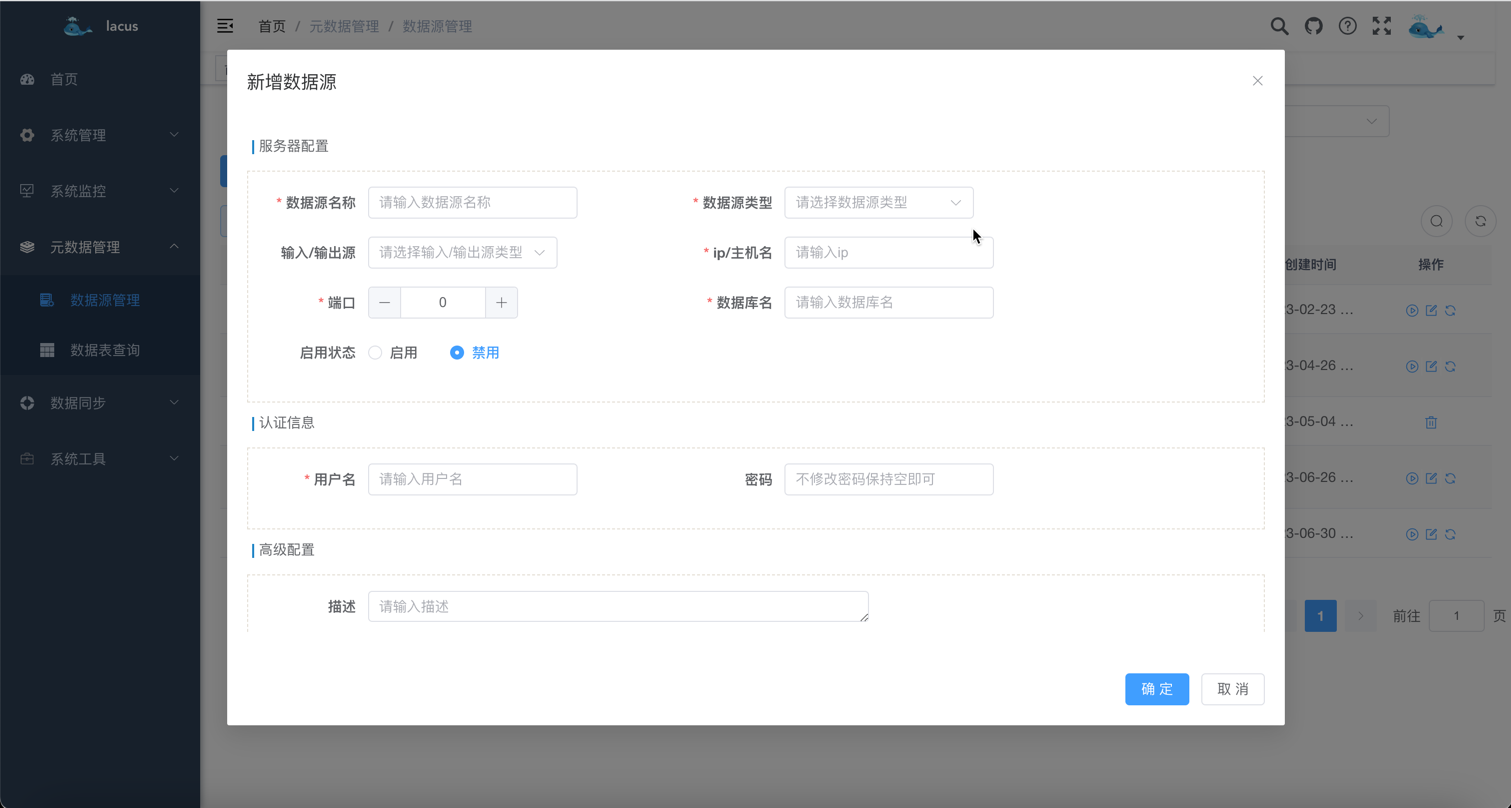 lacus
首页 / 元数据管理 / 数据源管理
首页
系统管理
系统监控
元数据管理
数据源管理
数据表查询
数据同步
系统工具
新增数据源
服务器配置
* 数据源名称 请输入数据源名称 * 数据源类型 请选择数据源类型
输入/输出源 请选择输入/输出源类型 * ip/主机名 请输入ip
* 端口 0 * 数据库名 请输入数据库名
启用状态 启用 禁用
认证信息
* 用户名 请输入用户名 密码 不修改密码保持空即可
高级配置
描述 请输入描述
确 定 取 消
创建时间 操作
3-02-23 ...
3-04-26 ...
3-05-04 ...
3-06-26 ...
3-06-30 ...
1 前往 1 页